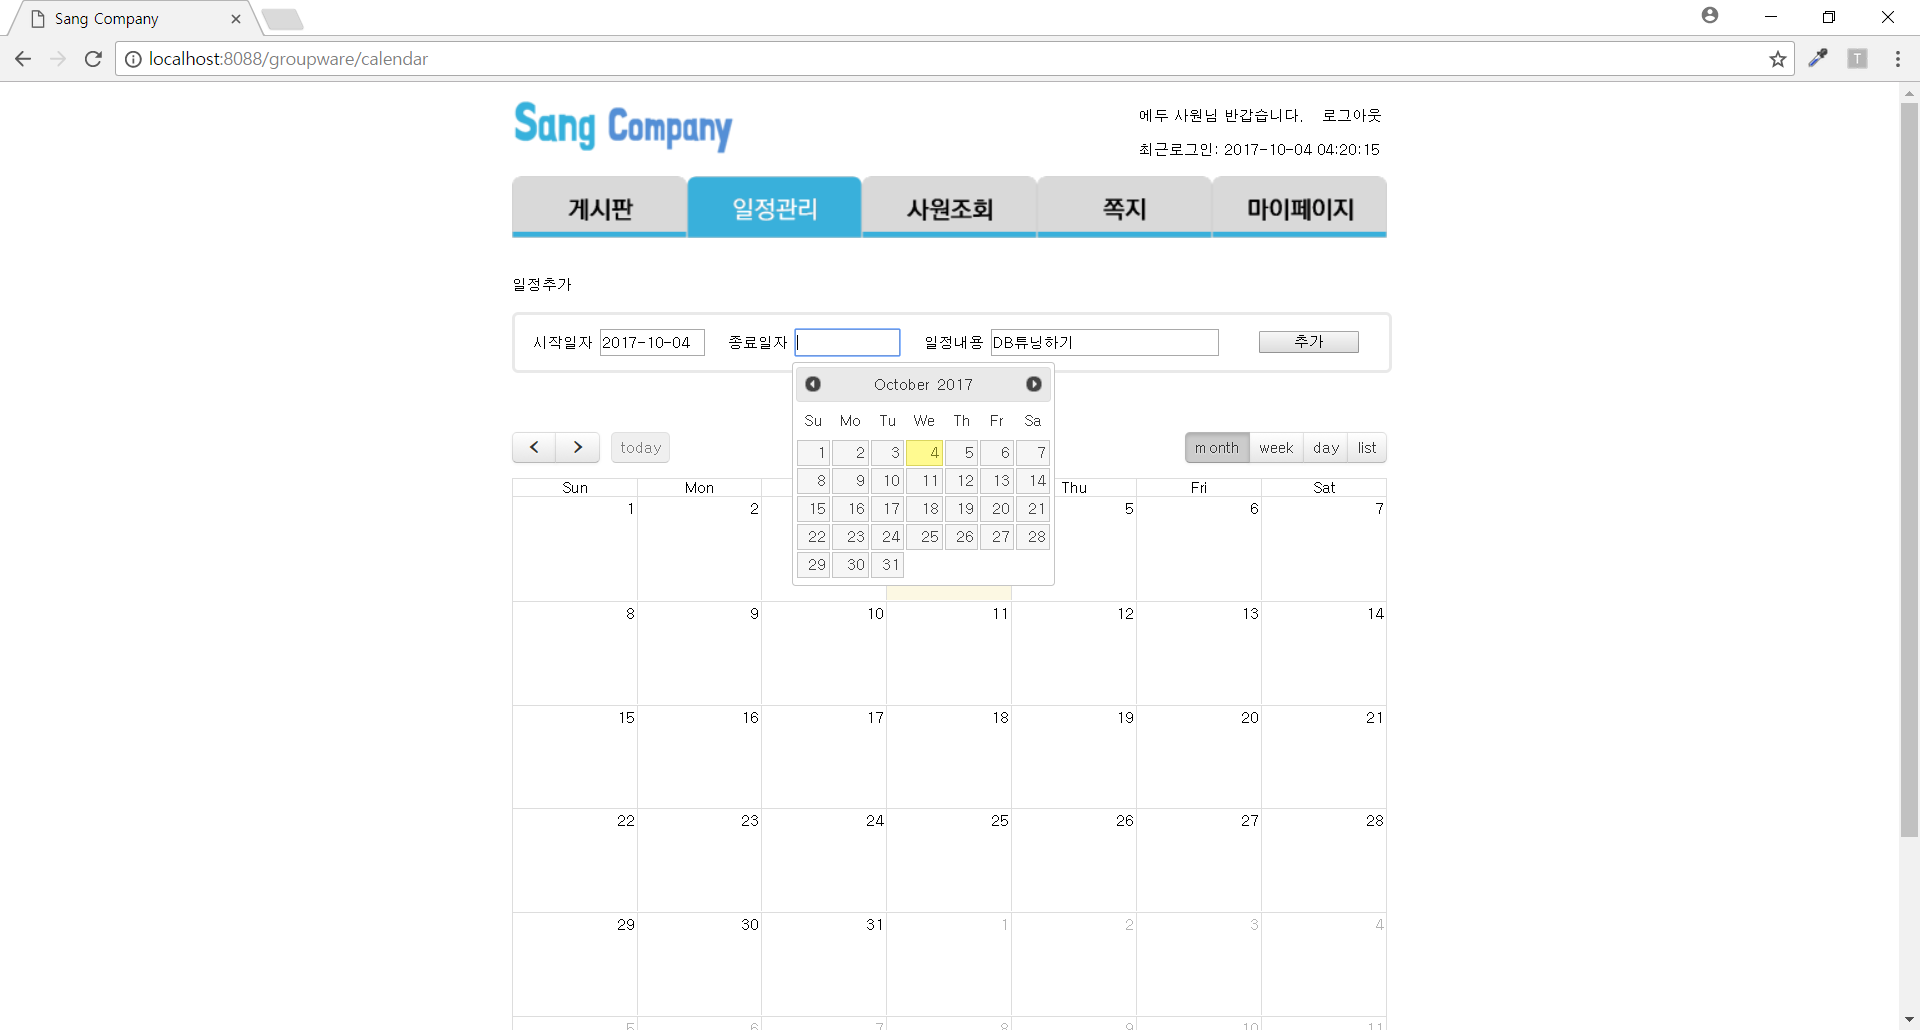 Sang Company
localhost:8088/groupware/calendar
T
Sang Company
에두 사원님 반갑습니다. 로그아웃
최근로그인: 2017-10-04 04:20:15
게시판 일정관리 사원조회 쪽지 마이페이지
일정추가
시작일자 2017-10-04 종료일자 일정내용 DB튜닝하기 추가
October 2017
Su Mo Tu We Th Fr Sa
1 2 3 4 5 6 7
8 9 10 11 12 13 14
15 16 17 18 19 20 21
22 23 24 25 26 27 28
29 30 31
today month week day list
Sun Mon Thu Fri Sat
1 2 5 6 7
8 9 10 11 12 13 14
15 16 17 18 19 20 21
22 23 24 25 26 27 28
29 30 31 1 2 3 4
5 6 7 8 9 10 11